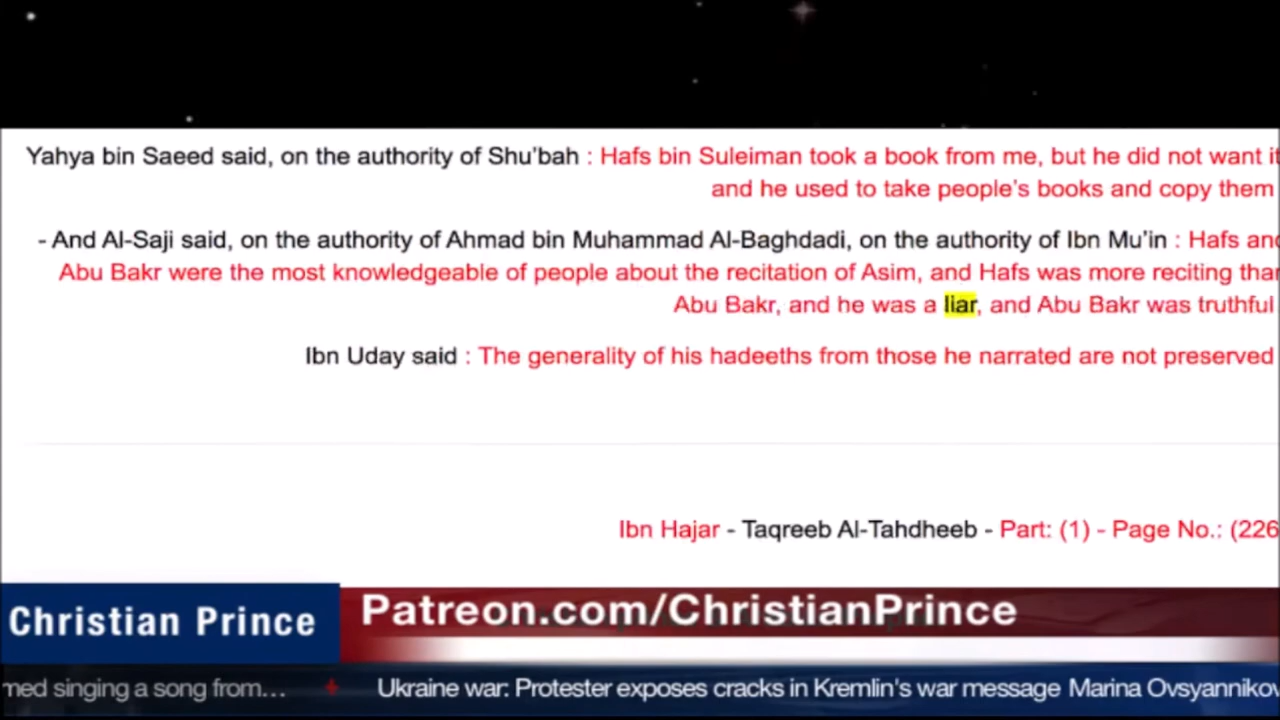 Yahya bin Saeed said, on the authority of Shu'bah : Hafs bin Suleiman took a book from me, but he did not want it
and he used to take people's books and copy them
- And Al-Saji said, on the authority of Ahmad bin Muhammad Al-Baghdadi, on the authority of Ibn Mu'in : Hafs and
Abu Bakr were the most knowledgeable of people about the recitation of Asim, and Hafs was more reciting than
Abu Bakr, and he was a liar, and Abu Bakr was truthful
Ibn Uday said : The generality of his hadeeths from those he narrated are not preserved
Ibn Hajar - Taqreeb Al-Tahdheeb - Part: (1) - Page No.: (226
Christian Prince
Patreon.com/ChristianPrince
med singing a song from... Ukraine war: Protester exposes cracks in Kremlin's war message Marina Ovsyannikov